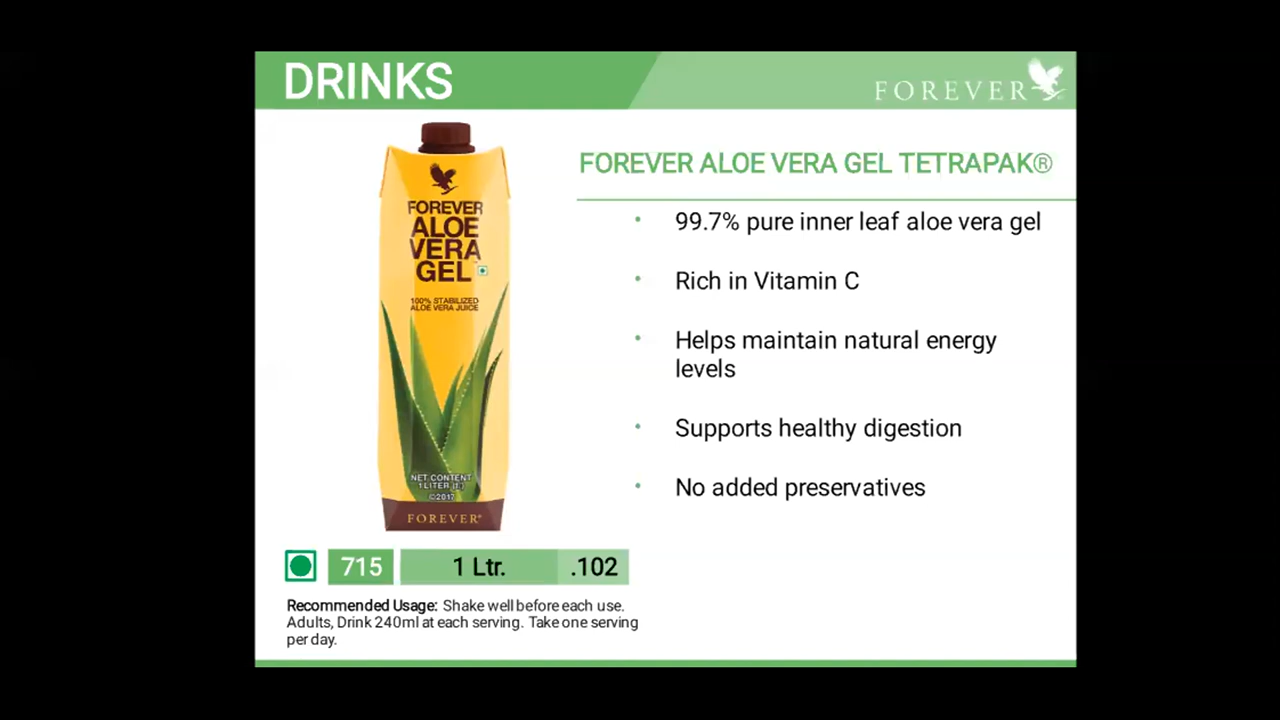 DRINKS
FOREVER
FOREVER ALOE VERA GEL TETRAPAK®
• 99.7% pure inner leaf aloe vera gel
• Rich in Vitamin C
• Helps maintain natural energy
levels
• Supports healthy digestion
• No added preservatives
FOREVER
ALOE
VERA
GEL
100% STABILIZED
ALOE VERA JUICE
NET CONTENT
1 LITER
©2017
FOREVER®
715 1 Ltr. .102
Recommended Usage: Shake well before each use.
Adults, Drink 240ml at each serving. Take one serving
per day.